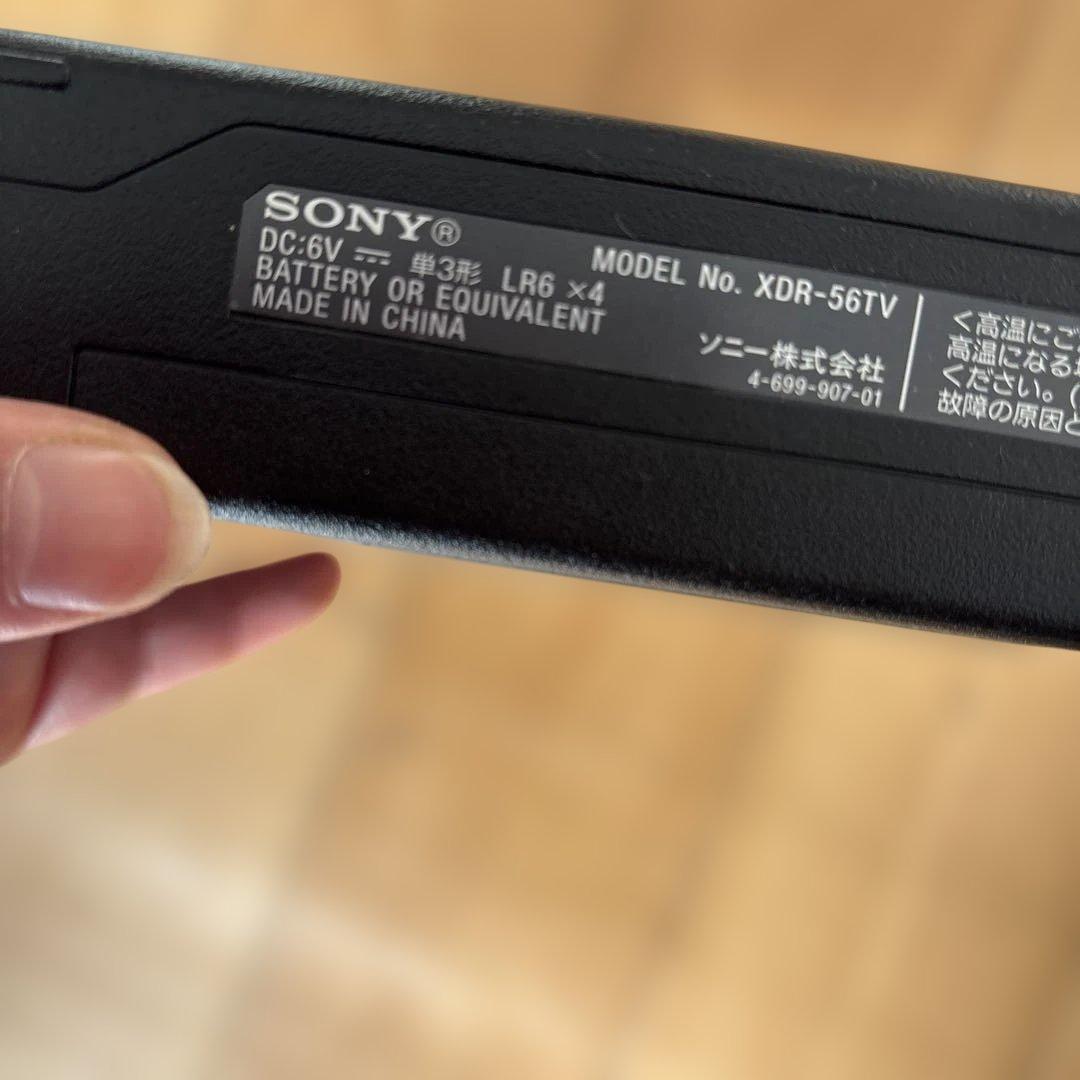 SONY®
DC:6V ⎓ 単3形 LR6 ×4
BATTERY OR EQUIVALENT
MADE IN CHINA
MODEL No. XDR-56TV
ソニー株式会社
4-699-907-01
<高温にご
高温になる
ください。(
故障の原因と